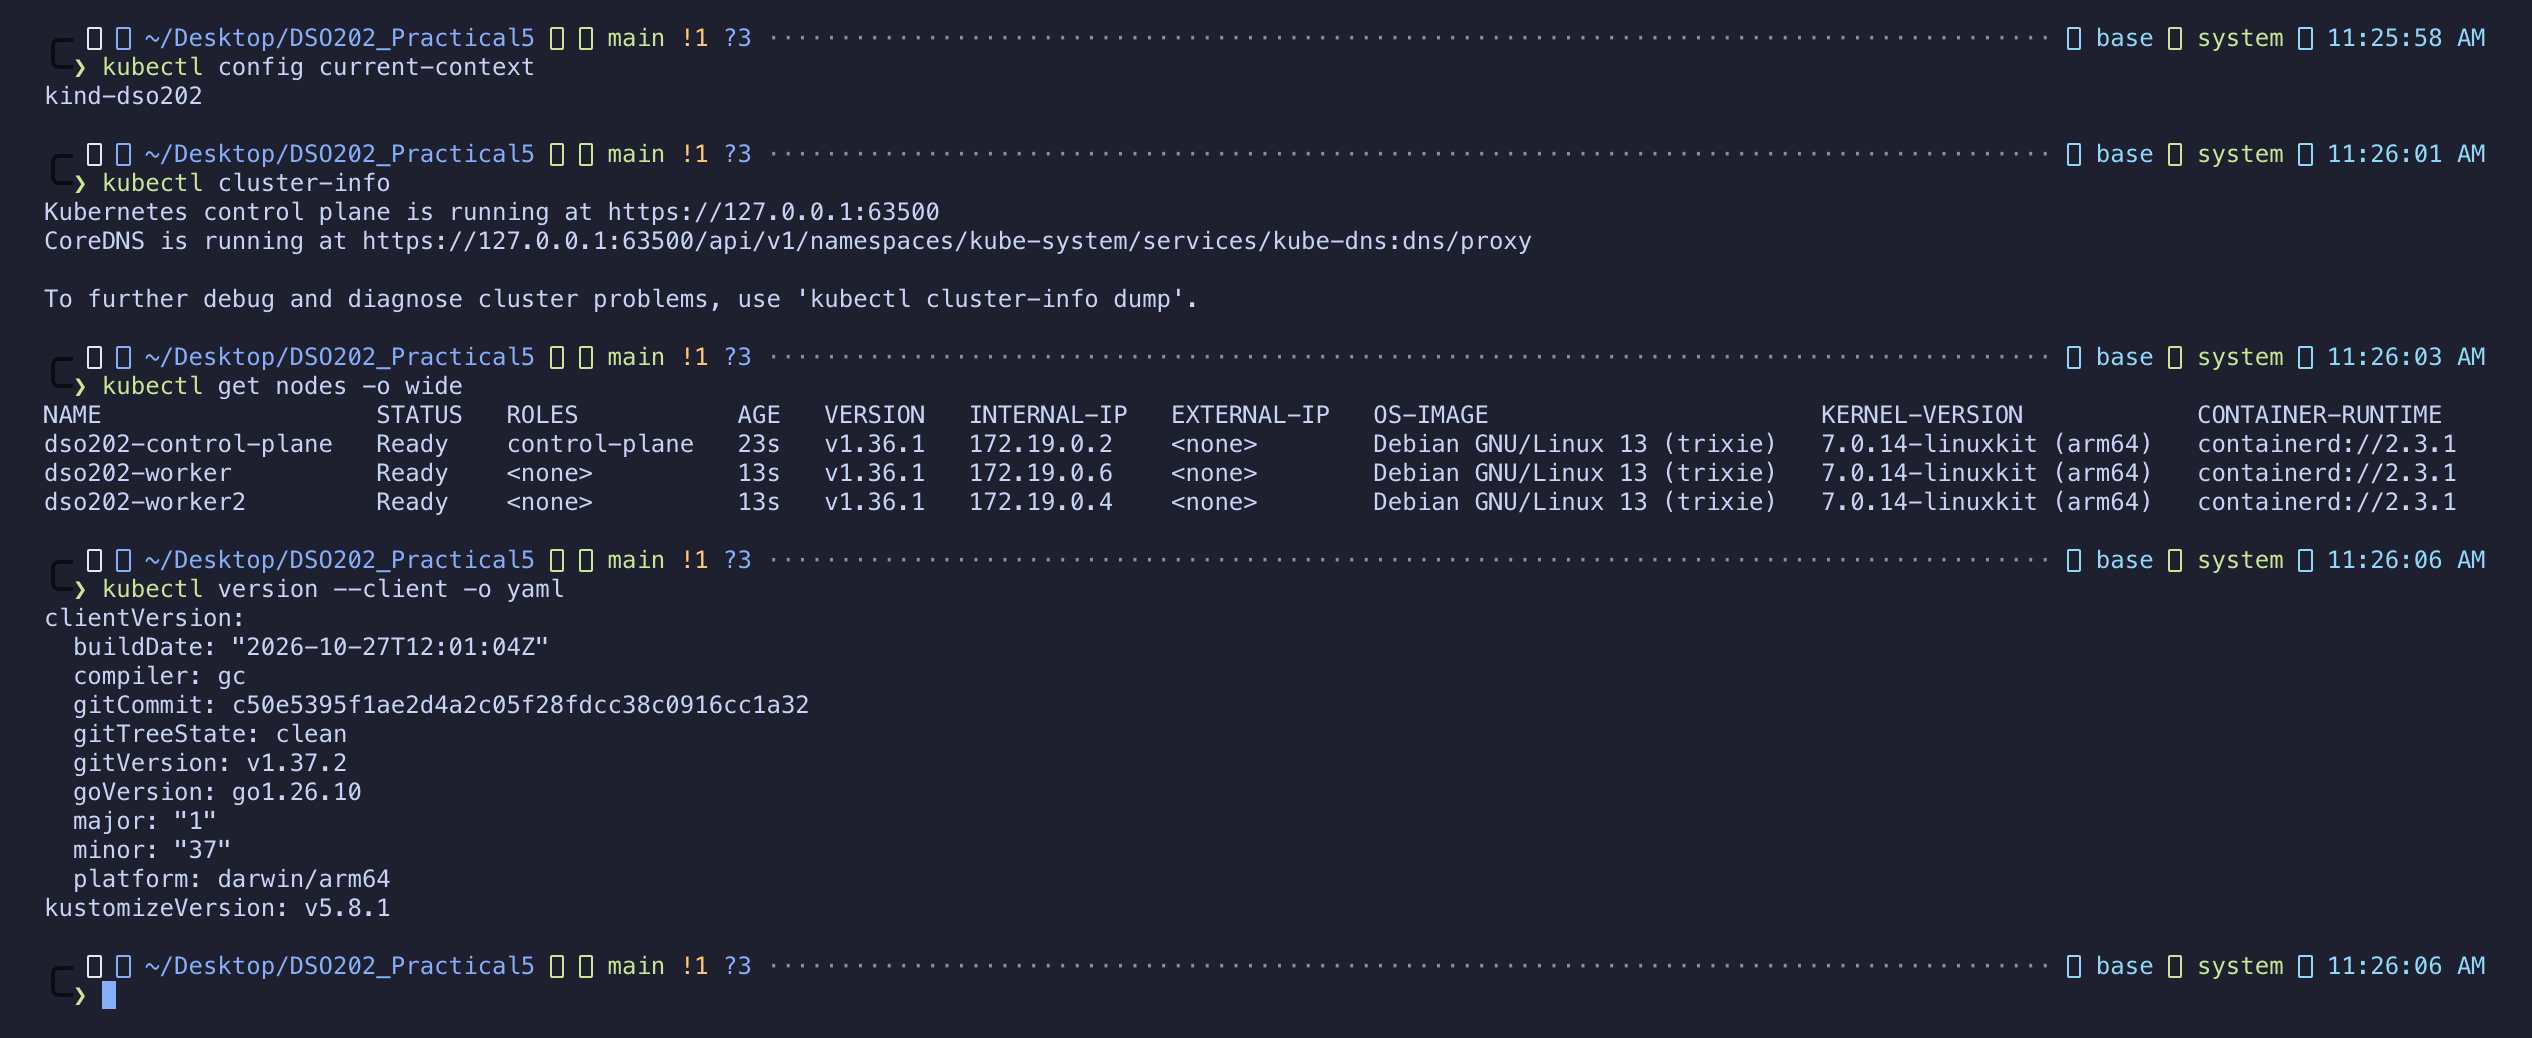 ~/Desktop/DSO202_Practical5 main !1 ?3 ········ base system 11:25:58 AM
❯ kubectl config current-context
kind-dso202
~/Desktop/DSO202_Practical5 main !1 ?3 ········ base system 11:26:01 AM
❯ kubectl cluster-info
Kubernetes control plane is running at https://127.0.0.1:63500
CoreDNS is running at https://127.0.0.1:63500/api/v1/namespaces/kube-system/services/kube-dns:dns/proxy
To further debug and diagnose cluster problems, use 'kubectl cluster-info dump'.
~/Desktop/DSO202_Practical5 main !1 ?3 ········ base system 11:26:03 AM
❯ kubectl get nodes -o wide
NAME STATUS ROLES AGE VERSION INTERNAL-IP EXTERNAL-IP OS-IMAGE KERNEL-VERSION CONTAINER-RUNTIME
dso202-control-plane Ready control-plane 23s v1.36.1 172.19.0.2 <none> Debian GNU/Linux 13 (trixie) 7.0.14-linuxkit (arm64) containerd://2.3.1
dso202-worker Ready <none> 13s v1.36.1 172.19.0.6 <none> Debian GNU/Linux 13 (trixie) 7.0.14-linuxkit (arm64) containerd://2.3.1
dso202-worker2 Ready <none> 13s v1.36.1 172.19.0.4 <none> Debian GNU/Linux 13 (trixie) 7.0.14-linuxkit (arm64) containerd://2.3.1
~/Desktop/DSO202_Practical5 main !1 ?3 ········ base system 11:26:06 AM
❯ kubectl version --client -o yaml
clientVersion:
  buildDate: "2026-10-27T12:01:04Z"
  compiler: gc
  gitCommit: c50e5395f1ae2d4a2c05f28fdcc38c0916cc1a32
  gitTreeState: clean
  gitVersion: v1.37.2
  goVersion: go1.26.10
  major: "1"
  minor: "37"
  platform: darwin/arm64
kustomizeVersion: v5.8.1
~/Desktop/DSO202_Practical5 main !1 ?3 ········ base system 11:26:06 AM
❯